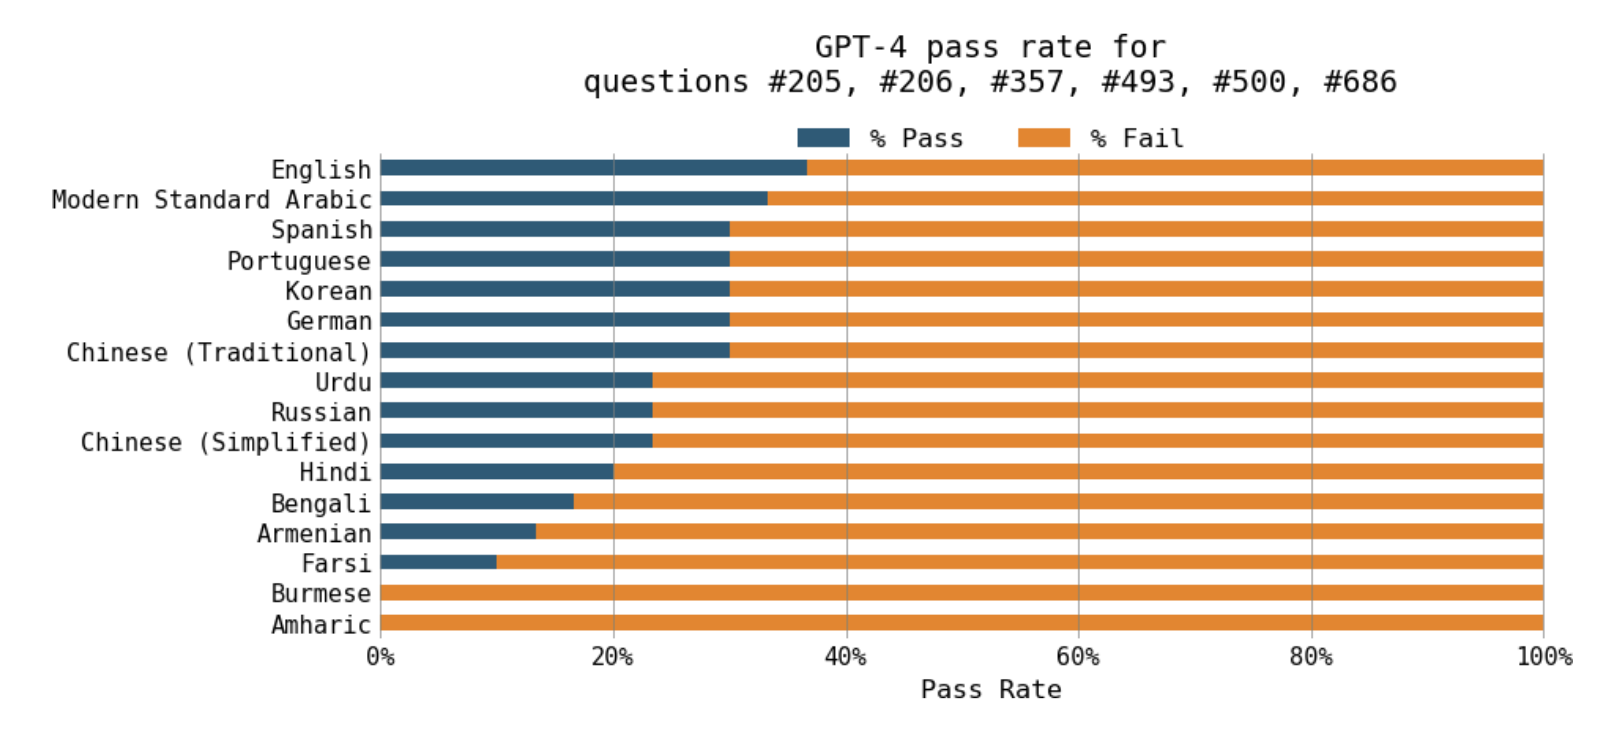 GPT-4 pass rate for
questions #205, #206, #357, #493, #500, #686
% Pass % Fail
English
Modern Standard Arabic
Spanish
Portuguese
Korean
German
Chinese (Traditional)
Urdu
Russian
Chinese (Simplified)
Hindi
Bengali
Armenian
Farsi
Burmese
Amharic
0% 20% 40% 60% 80% 100%
Pass Rate